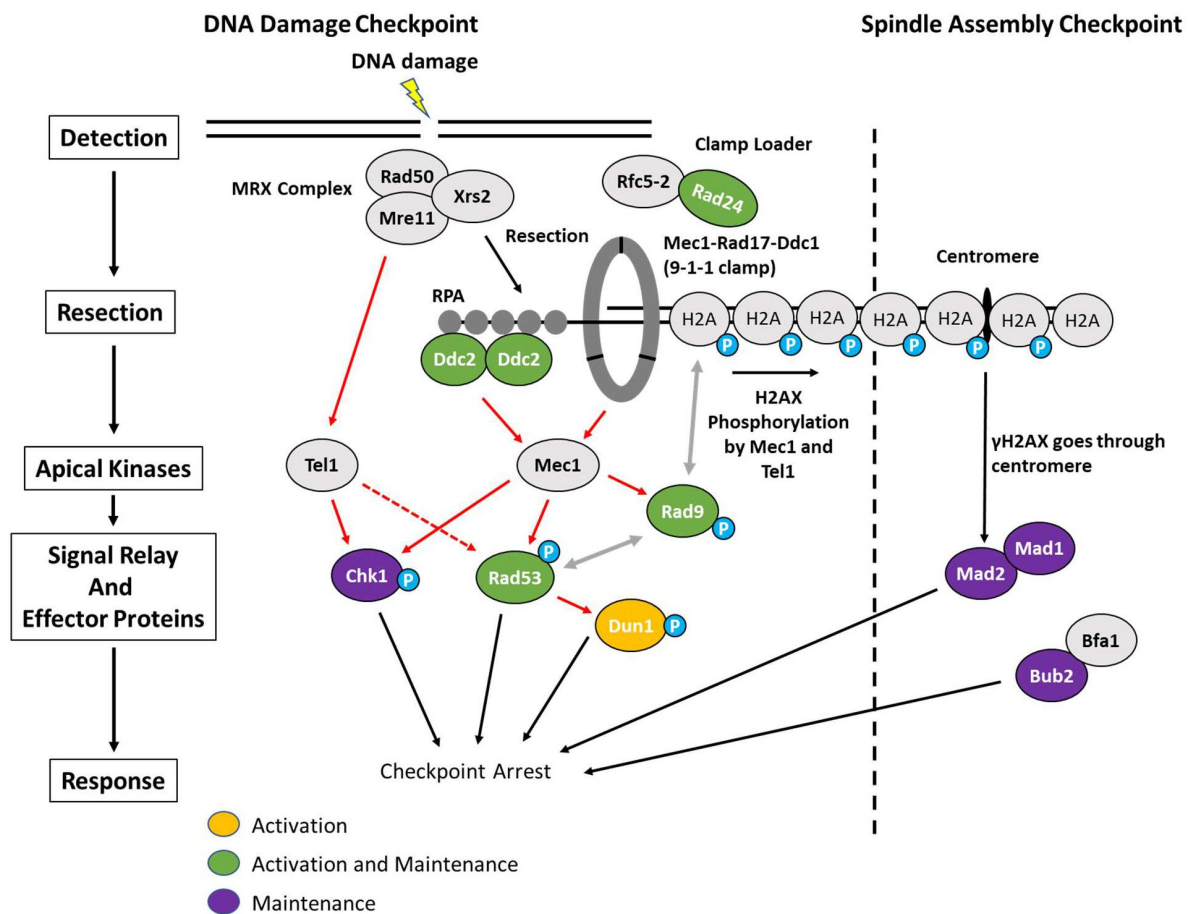 DNA Damage Checkpoint
Spindle Assembly Checkpoint
DNA damage
Detection
Clamp Loader
MRX Complex
Rad50
Xrs2
Mre11
Rfc5-2
Rad24
Resection
Mec1-Rad17-Ddc1
(9-1-1 clamp)
Centromere
Resection
RPA
H2A
H2A
H2A
H2A
H2A
H2A
H2A
P
P
P
P
P
P
Ddc2
Ddc2
H2AX
Phosphorylation
by Mec1 and
Tel1
γH2AX goes through
centromere
Apical Kinases
Tel1
Mec1
Rad9
P
Signal Relay
And
Effector Proteins
Chk1
P
Rad53
P
Dun1
P
Mad1
Mad2
Bfa1
Bub2
Response
Checkpoint Arrest
Activation
Activation and Maintenance
Maintenance